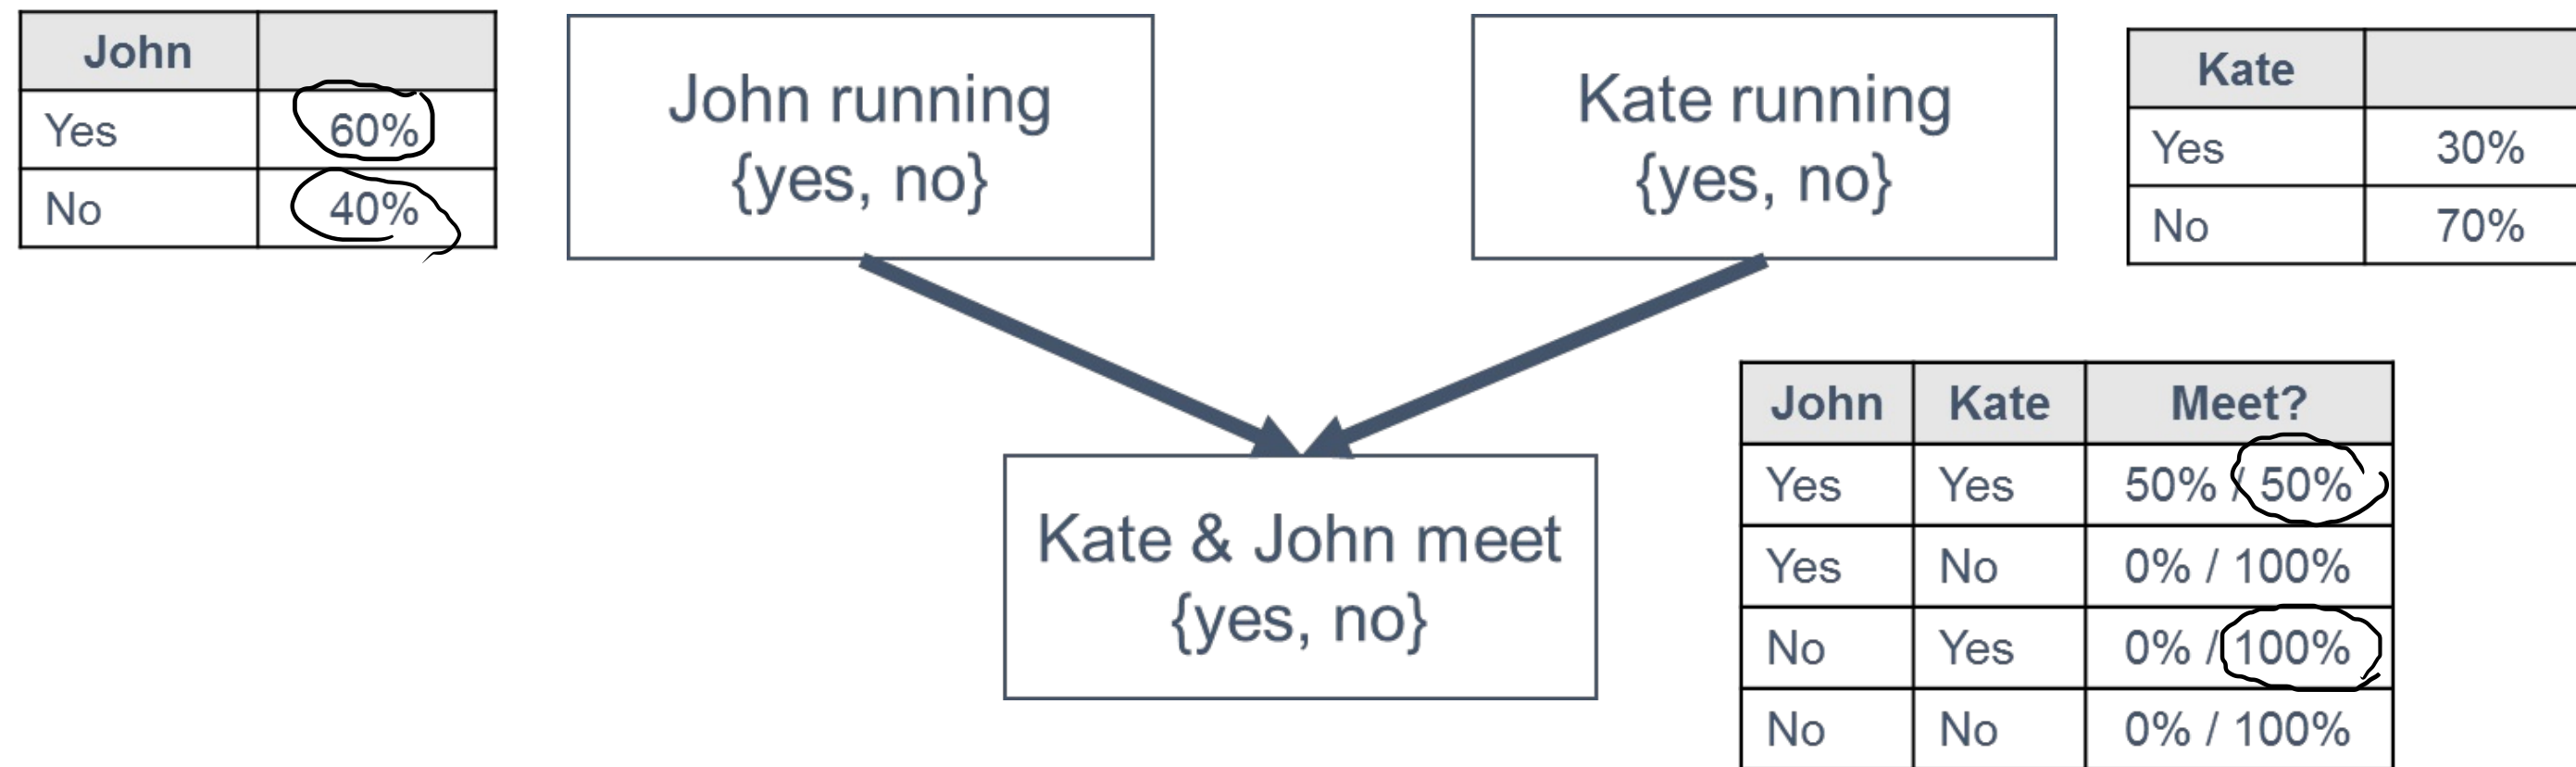 John
Yes 60%
No 40%
John running
{yes, no}
Kate running
{yes, no}
Kate
Yes 30%
No 70%
Kate & John meet
{yes, no}
John Kate Meet?
Yes Yes 50% / 50%
Yes No 0% / 100%
No Yes 0% / 100%
No No 0% / 100%